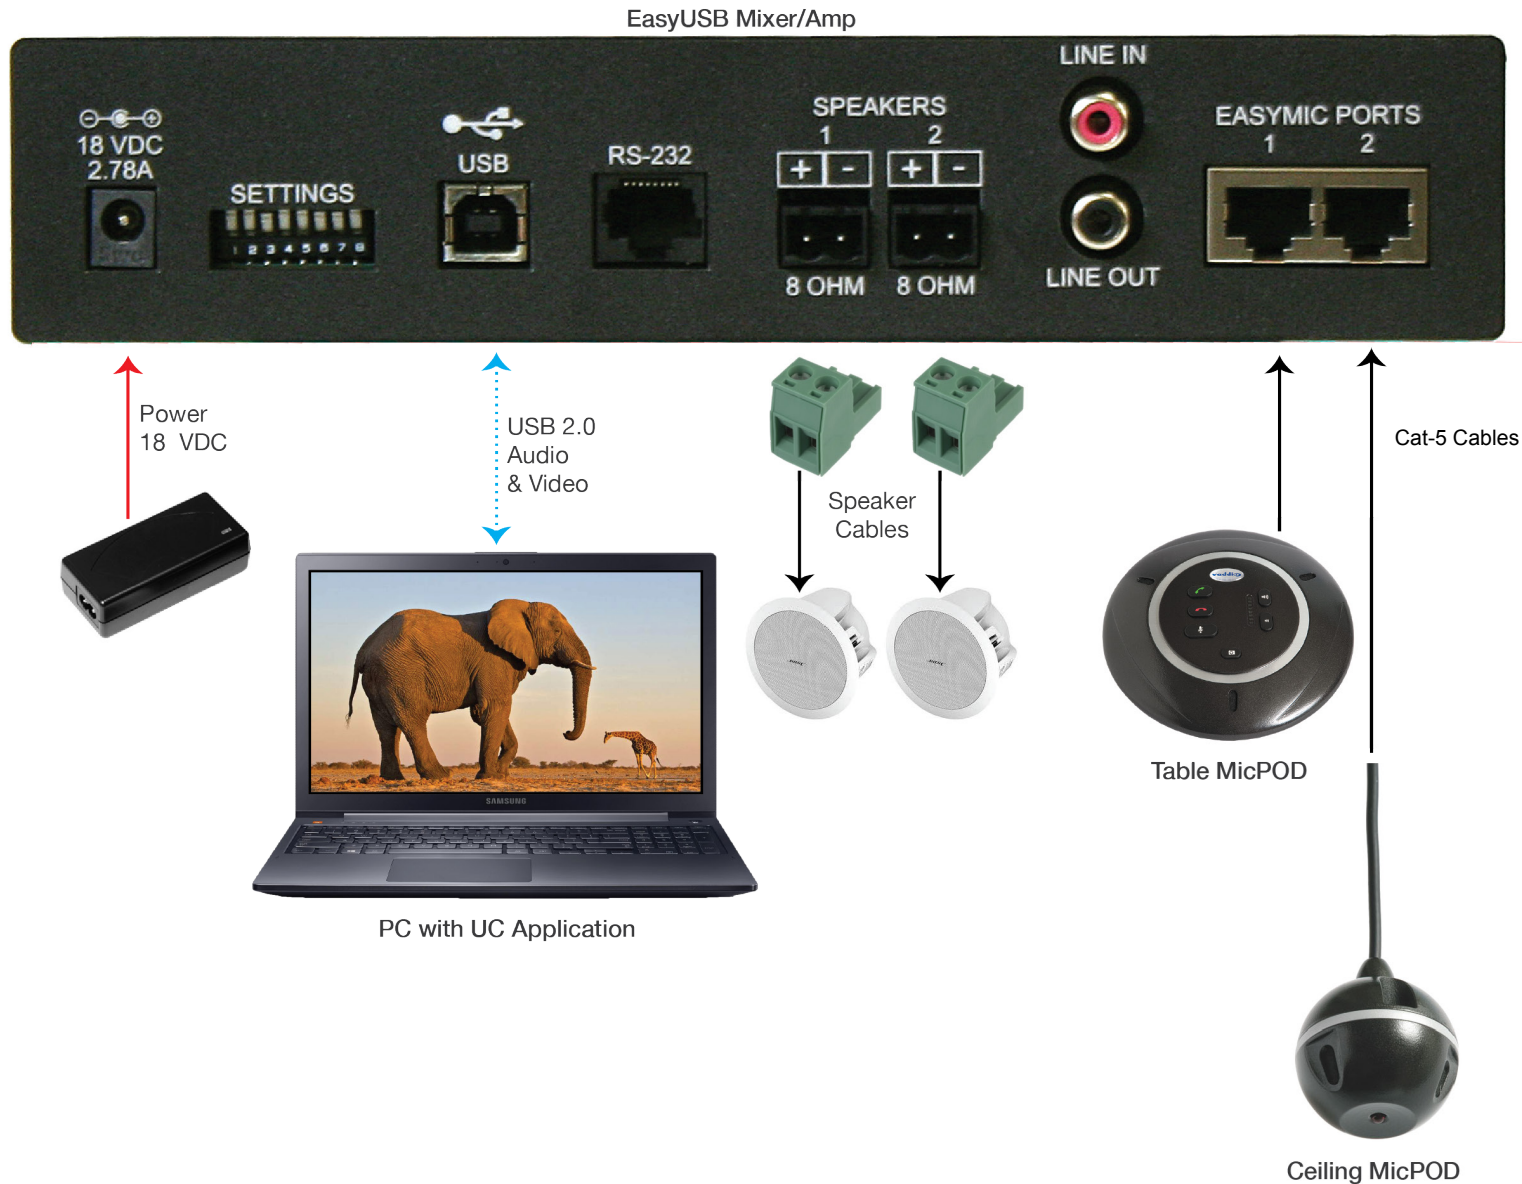 EasyUSB Mixer/Amp
LINE IN
SPEAKERS
1 2
+ - + -
EASYMIC PORTS
1 2
18 VDC
2.78A
SETTINGS
1 2 3 4 5 6 7 8
USB
RS-232
8 OHM 8 OHM
LINE OUT
Power
18 VDC
USB 2.0
Audio
& Video
Speaker
Cables
Cat-5 Cables
SAMSUNG
Table MicPOD
PC with UC Application
Ceiling MicPOD